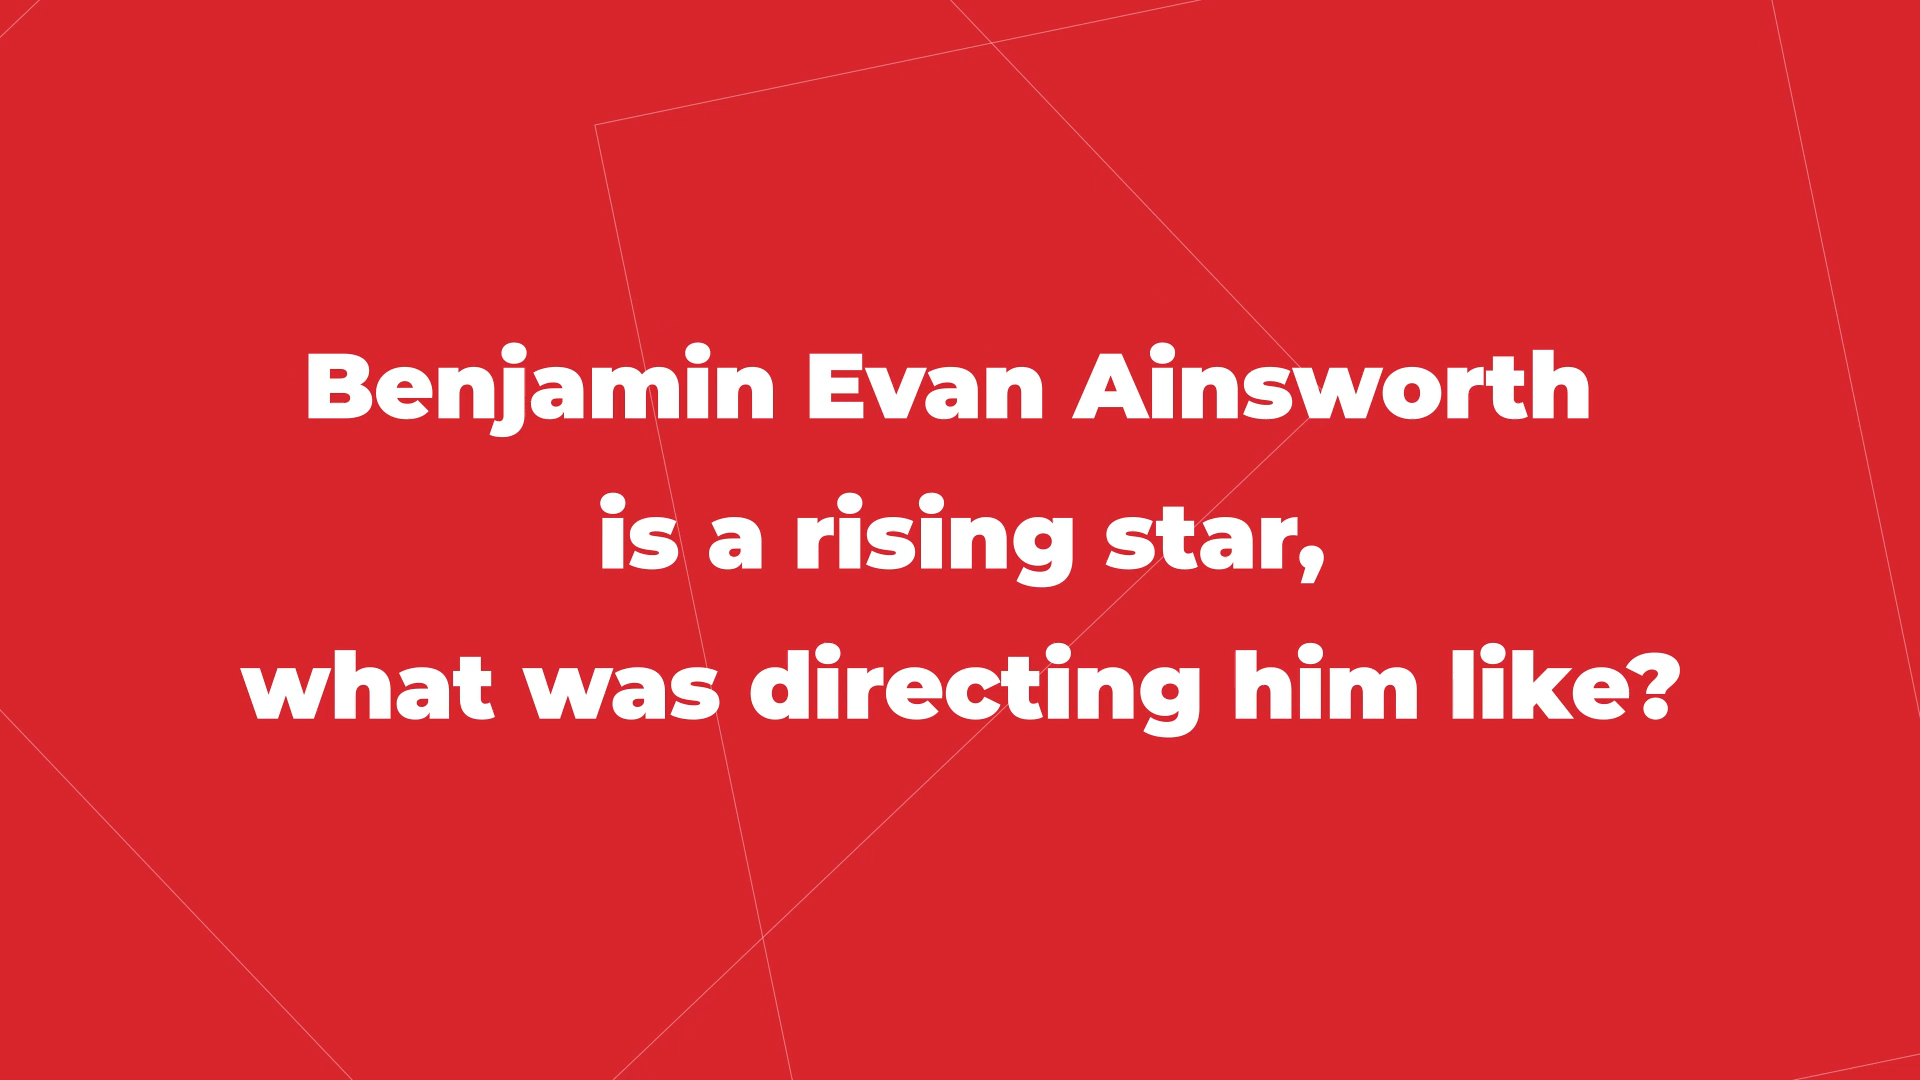 Benjamin Evan Ainsworth
is a rising star,
what was directing him like?